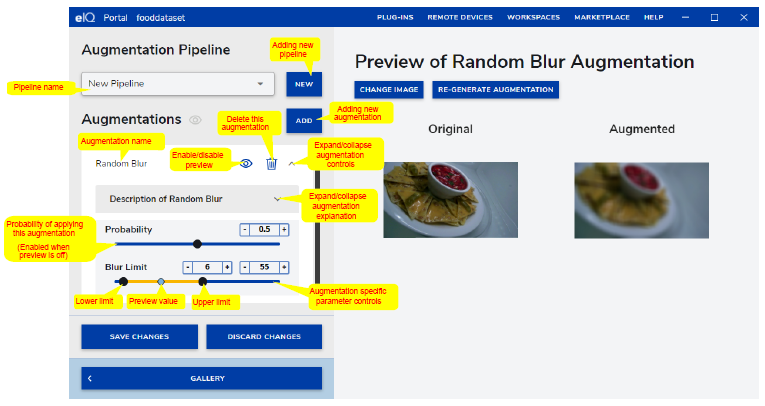 eIQ Portal fooddataset
PLUG-INS REMOTE DEVICES WORKSPACES MARKETPLACE HELP
Augmentation Pipeline
Adding new
pipeline
Pipeline name
New Pipeline
NEW
Augmentations
Delete this
augmentation
ADD
Adding new
augmentation
Augmentation name
Random Blur
Enable/disable
preview
Expand/collapse
augmentation
controls
Description of Random Blur
Expand/collapse
augmentation
explanation
Probability of applying
this augmentation
(Enabled when
preview is off)
Probability - 0.5 +
Blur Limit - 6 + - 55 +
Lower limit
Preview value
Upper limit
Augmentation specific
parameter controls
SAVE CHANGES
DISCARD CHANGES
GALLERY
Preview of Random Blur Augmentation
CHANGE IMAGE
RE-GENERATE AUGMENTATION
Original
Augmented